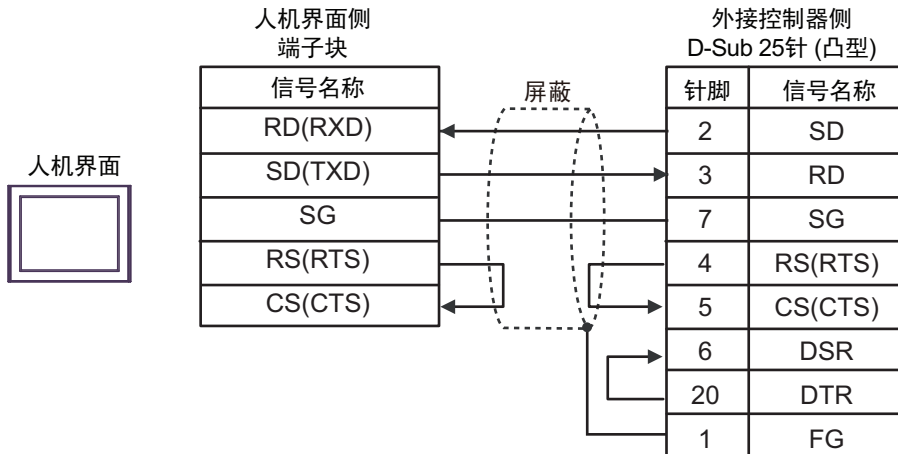 人机界面侧
端子块
外接控制器侧
D-Sub 25针 (凸型)
人机界面
屏蔽
信号名称
RD(RXD)
SD(TXD)
SG
RS(RTS)
CS(CTS)
针脚 信号名称
2 SD
3 RD
7 SG
4 RS(RTS)
5 CS(CTS)
6 DSR
20 DTR
1 FG